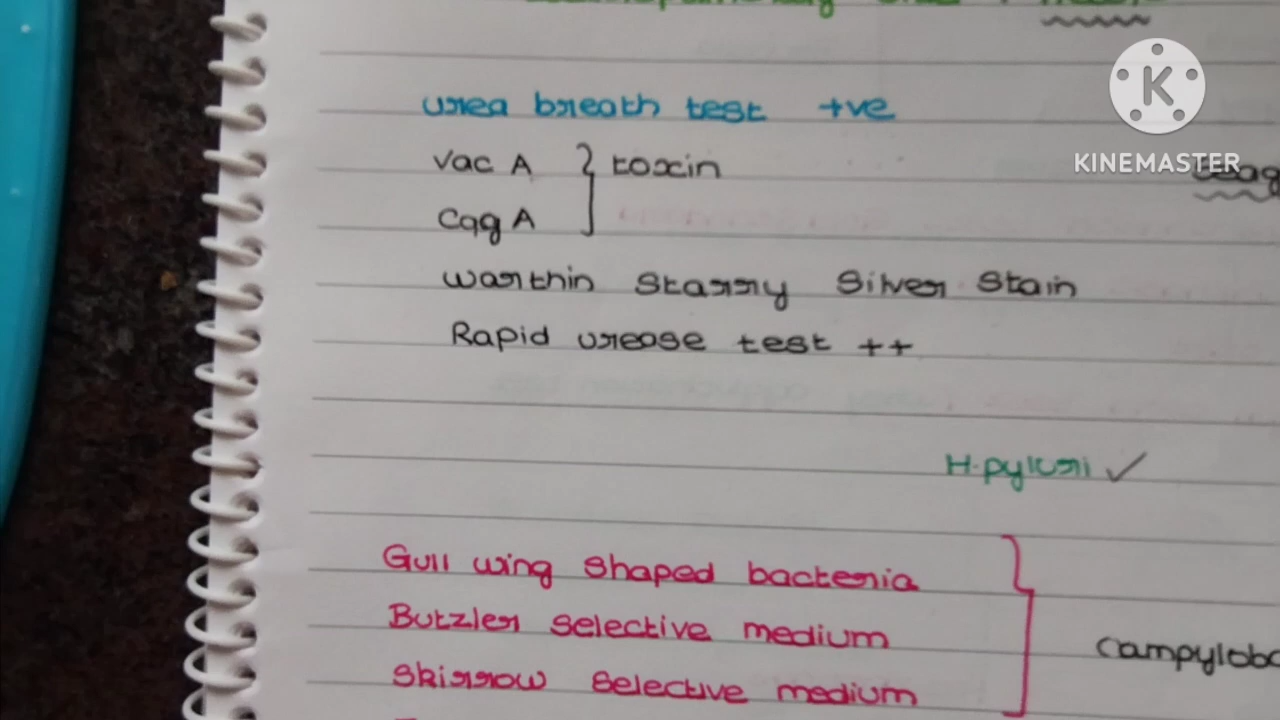 urea breath test +ve
KINEMASTER
vac A } toxin
Cag A
warthin starry silver stain
Rapid urease test ++
H.pylori ✓
Gull wing shaped bacteria
Butzler selective medium
campyloba
skirrow selective medium